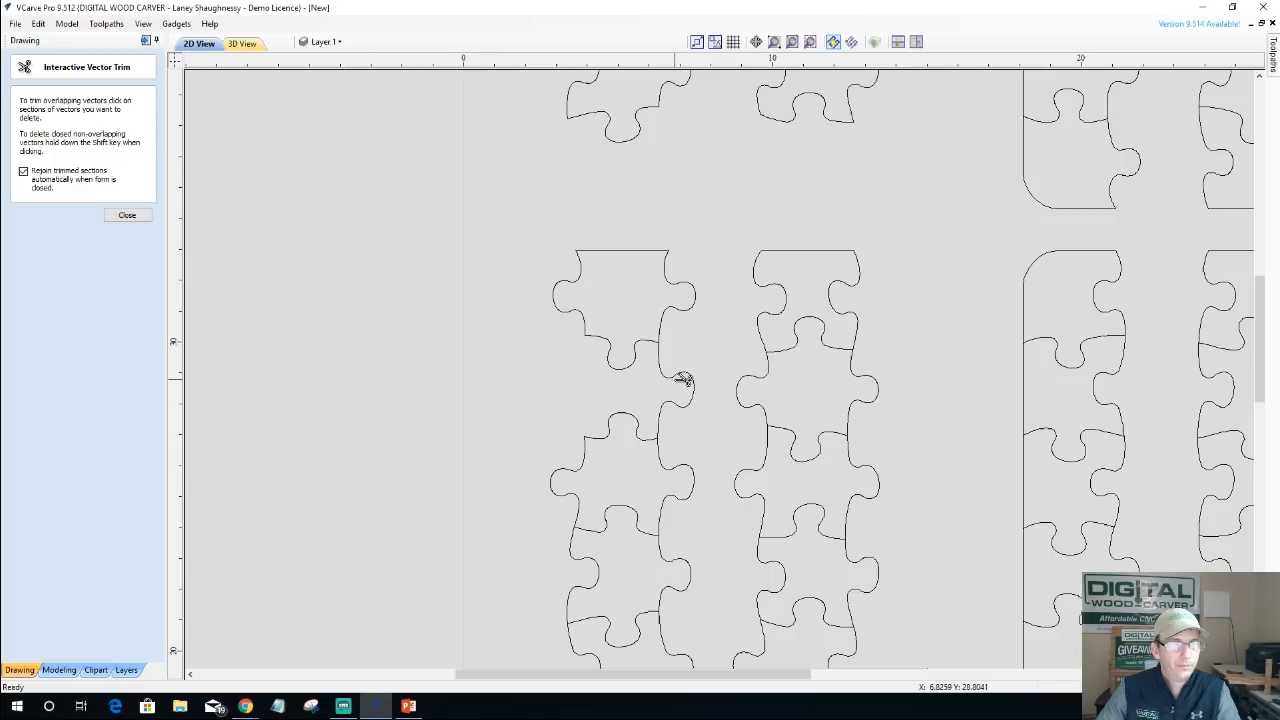 VCarve Pro 9.512 (DIGITAL WOOD CARVER - Laney Shaughnessy - Demo Licence) - [New]
File Edit Model Toolpaths View Gadgets Help
Version 9.514 Available!
Drawing
2D View 3D View Layer 1
Toolpaths
Interactive Vector Trim
0 10 20
To trim overlapping vectors click on
sections of vectors you want to
delete.
To delete closed non-overlapping
vectors hold down the Shift key when
clicking.
Rejoin trimmed sections
automatically when form is
closed.
Close
DIGITAL
WOOD-CARVER
Affordable CNC
DIGITAL
GIVEAWAY
Drawing Modeling Clipart Layers
Ready
X: 6.8259 Y: 28.8041
19